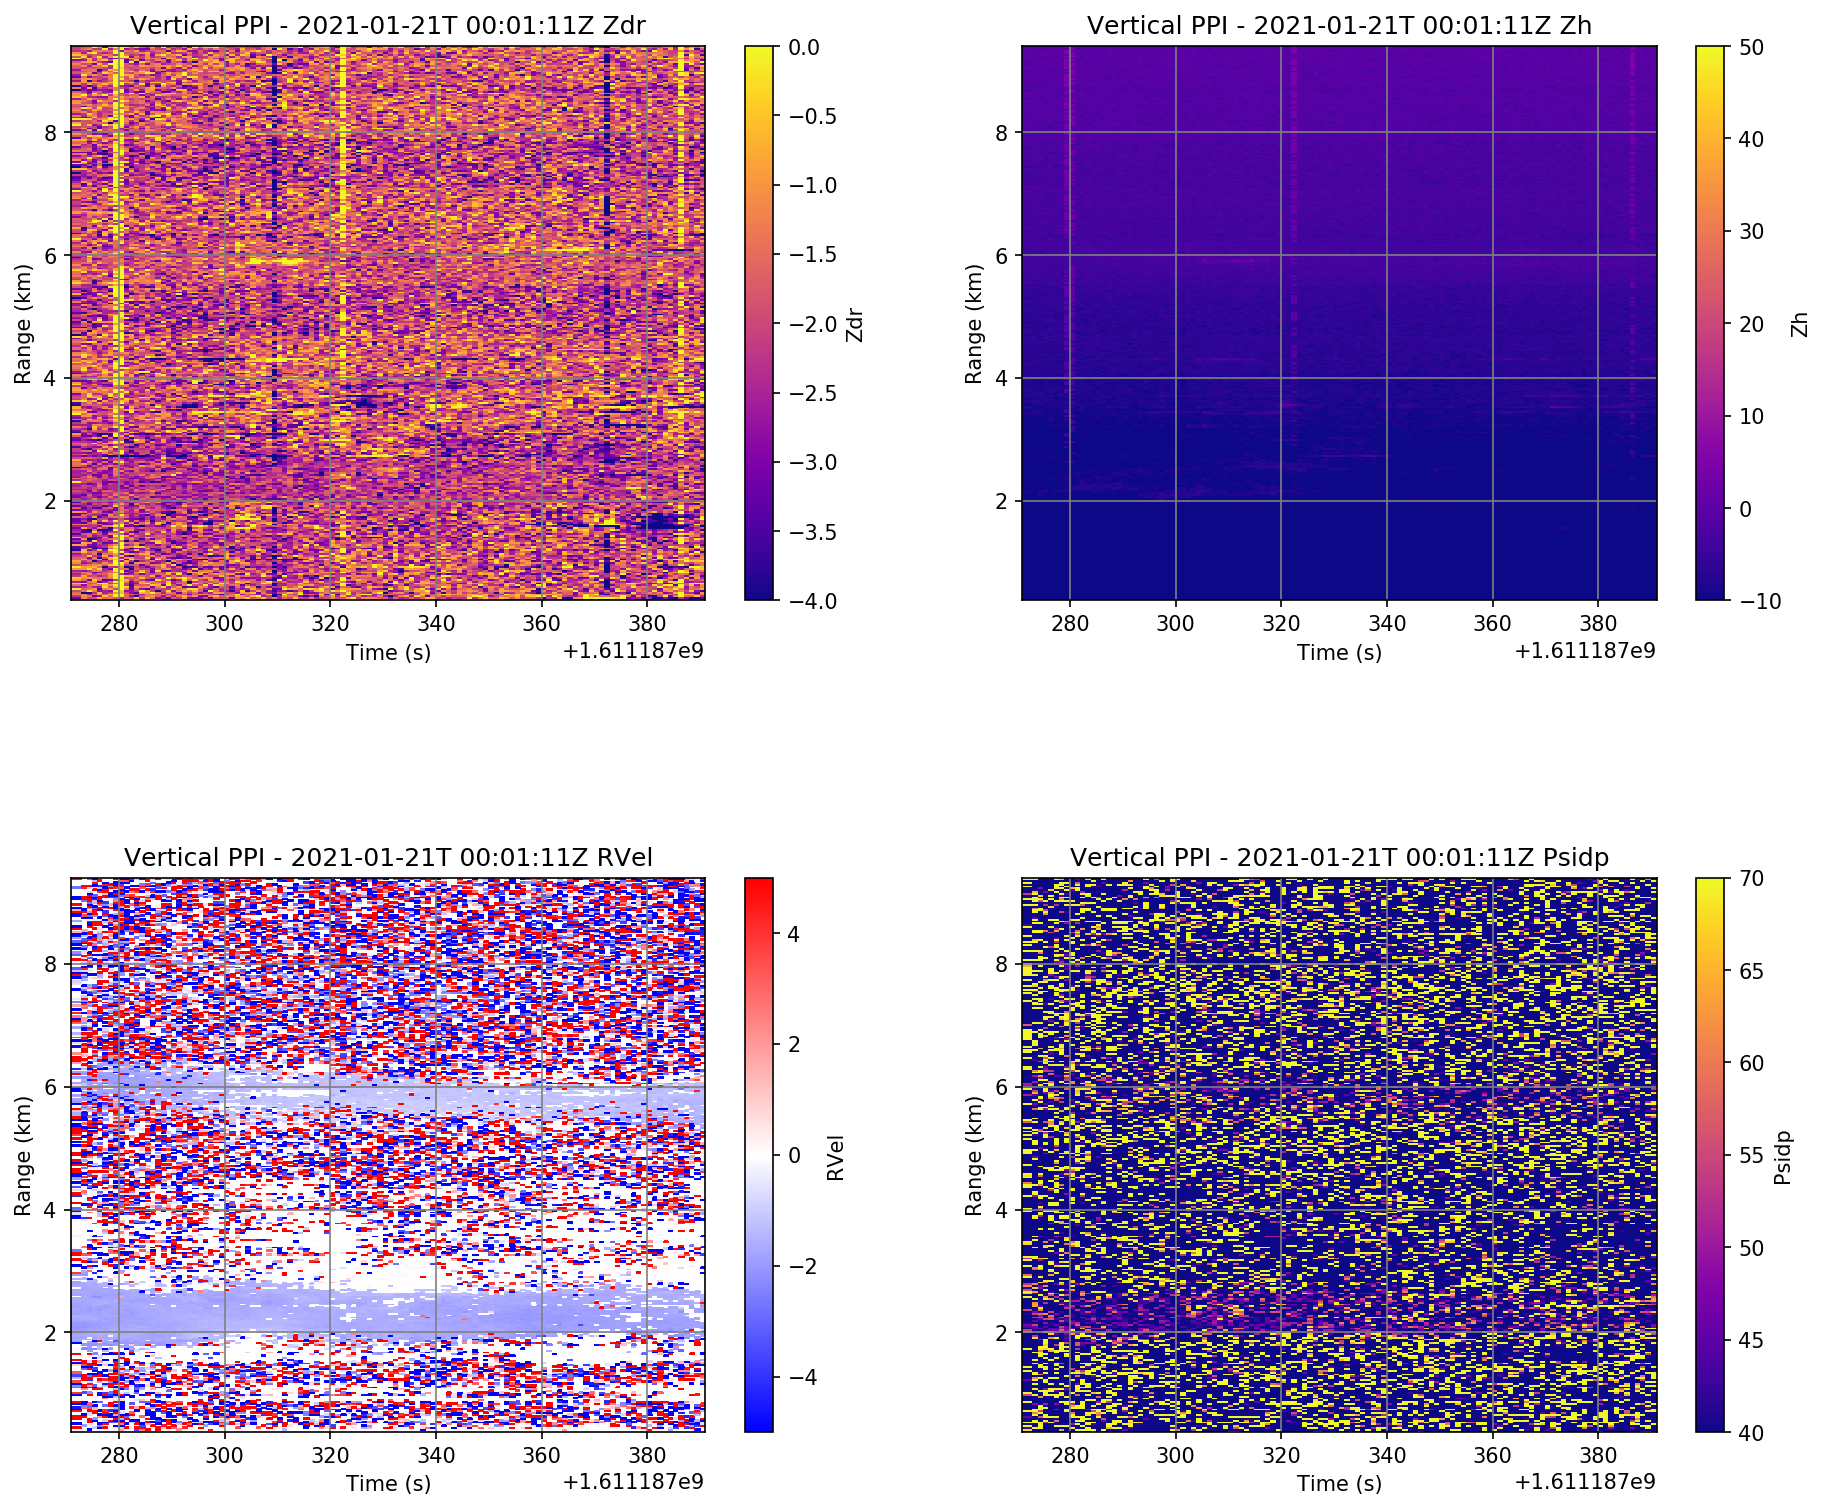 Vertical PPI - 2021-01-21T 00:01:11Z Zdr
Range (km)
8
6
4
2
280 300 320 340 360 380
Time (s)
+1.611187e9
0.0
−0.5
−1.0
−1.5
−2.0
−2.5
−3.0
−3.5
−4.0
Zdr
Vertical PPI - 2021-01-21T 00:01:11Z Zh
Range (km)
8
6
4
2
280 300 320 340 360 380
Time (s)
+1.611187e9
50
40
30
20
10
0
−10
Zh
Vertical PPI - 2021-01-21T 00:01:11Z RVel
Range (km)
8
6
4
2
280 300 320 340 360 380
Time (s)
+1.611187e9
4
2
0
−2
−4
RVel
Vertical PPI - 2021-01-21T 00:01:11Z Psidp
Range (km)
8
6
4
2
280 300 320 340 360 380
Time (s)
+1.611187e9
70
65
60
55
50
45
40
Psidp